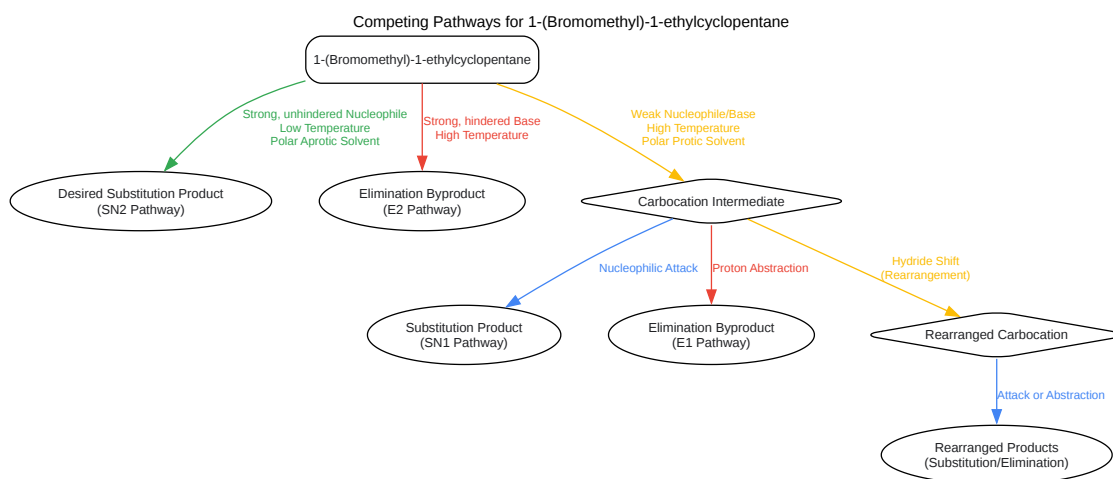 Competing Pathways for 1-(Bromomethyl)-1-ethylcyclopentane
1-(Bromomethyl)-1-ethylcyclopentane
Strong, unhindered Nucleophile
Low Temperature
Polar Aprotic Solvent
Strong, hindered Base
High Temperature
Weak Nucleophile/Base
High Temperature
Polar Protic Solvent
Desired Substitution Product
(SN2 Pathway)
Elimination Byproduct
(E2 Pathway)
Carbocation Intermediate
Nucleophilic Attack
Proton Abstraction
Hydride Shift
(Rearrangement)
Substitution Product
(SN1 Pathway)
Elimination Byproduct
(E1 Pathway)
Rearranged Carbocation
Attack or Abstraction
Rearranged Products
(Substitution/Elimination)